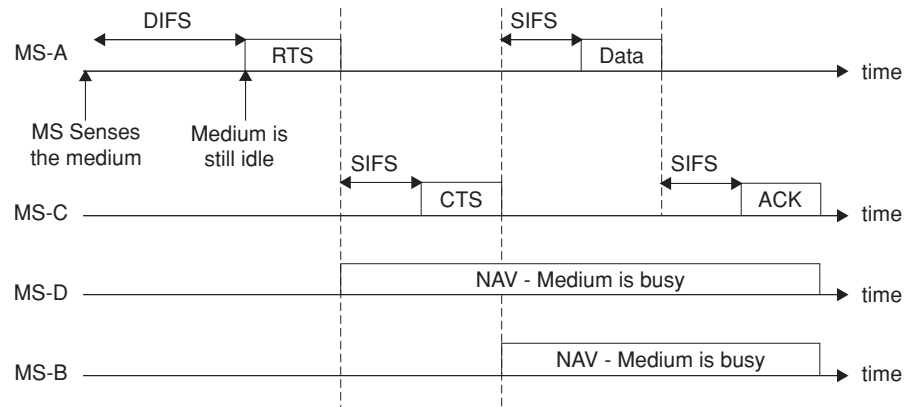 DIFS
SIFS
MS-A
RTS
Data
time
MS Senses
the medium
Medium is
still idle
SIFS
SIFS
MS-C
CTS
ACK
time
MS-D
NAV - Medium is busy
time
MS-B
NAV - Medium is busy
time